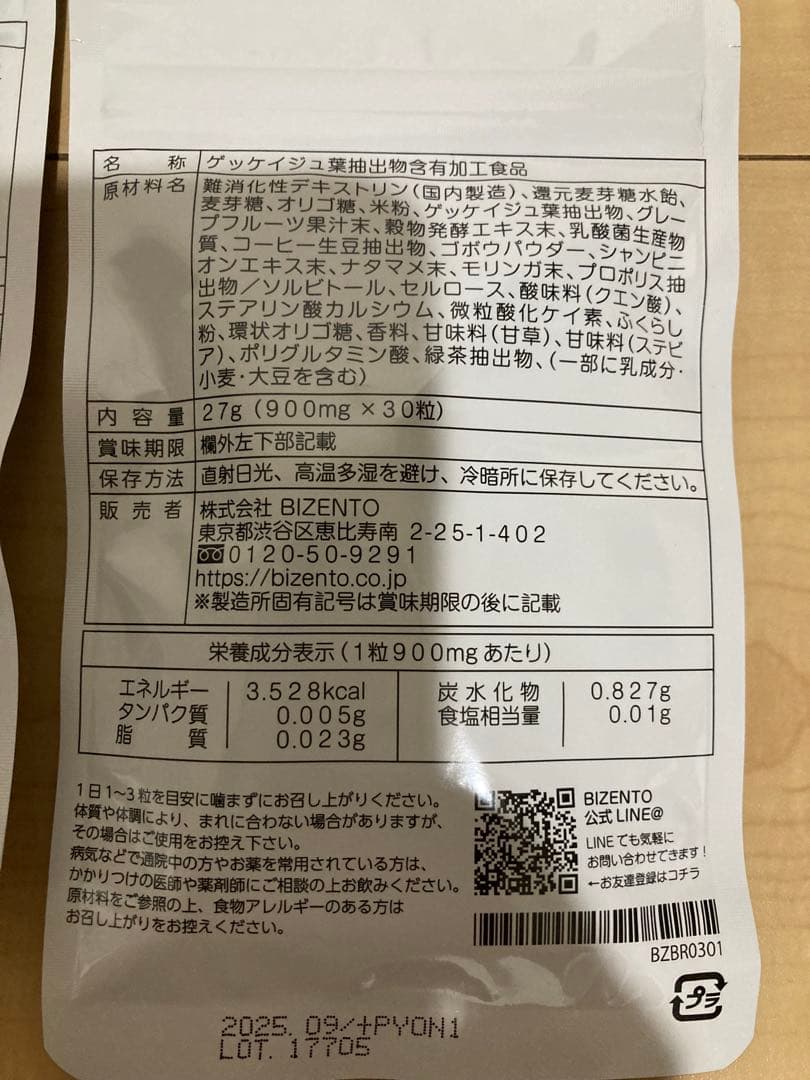 名称 ゲッケイジュ葉抽出物含有加工食品
原材料名 難消化性デキストリン(国内製造)、還元麦芽糖水飴、
麦芽糖、オリゴ糖、米粉、ゲッケイジュ葉抽出物、グレー
プフルーツ果汁末、穀物発酵エキス末、乳酸菌生産物
質、コーヒー生豆抽出物、ゴボウパウダー、シャンピニ
オンエキス末、ナタマメ末、モリンガ末、プロポリス抽
出物/ソルビトール、セルロース、酸味料(クエン酸)、
ステアリン酸カルシウム、微粒酸化ケイ素、ふくらし
粉、環状オリゴ糖、香料、甘味料(甘草)、甘味料(ステビ
ア)、ポリグルタミン酸、緑茶抽出物、(一部に乳成分・
小麦・大豆を含む)
内容量 27g(900mg×30粒)
賞味期限 欄外左下部記載
保存方法 直射日光、高温多湿を避け、冷暗所に保存してください。
販売者 株式会社 BIZENTO
東京都渋谷区恵比寿南 2-25-1-402
0120-50-9291
https://bizento.co.jp
※製造所固有記号は賞味期限の後に記載
栄養成分表示(1粒900mgあたり)
エネルギー 3.528kcal 炭水化物 0.827g
タンパク質 0.005g 食塩相当量 0.01g
脂質 0.023g
1日1〜3粒を目安に噛まずにお召し上がりください。
体質や体調により、まれに合わない場合がありますが、
その場合はご使用をお控え下さい。
病気などで通院中の方やお薬を常用されている方は、
かかりつけの医師や薬剤師にご相談の上お飲みください。
原材料をご参照の上、食物アレルギーのある方は
お召し上がりをお控えください。
BIZENTO
公式 LINE@
LINEでも気軽に
お問い合わせできます!
←お友達登録はコチラ
BZBR0301
プラ
2025. 09/+PYON1
LOT. 17705